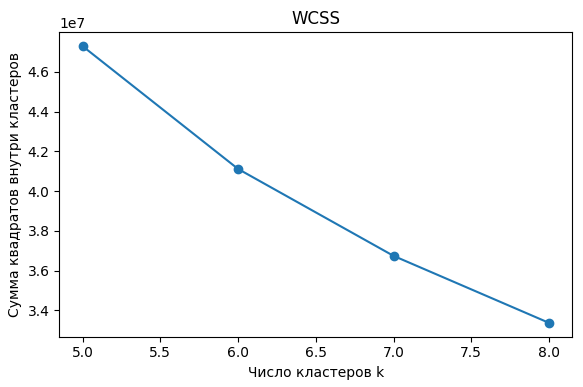 WCSS
1e7
4.6
4.4
4.2
4.0
3.8
3.6
3.4
Сумма квадратов внутри кластеров
5.0 5.5 6.0 6.5 7.0 7.5 8.0
Число кластеров k